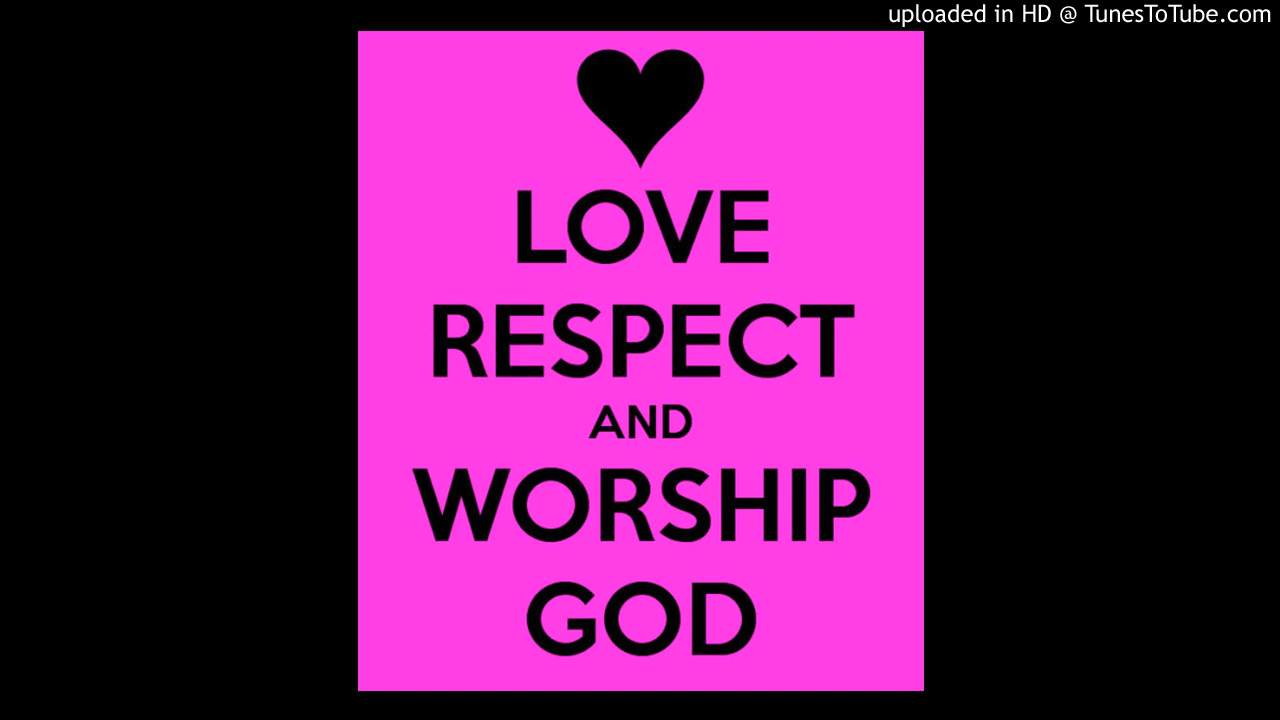 uploaded in HD @ TunesToTube.com
LOVE
RESPECT
AND
WORSHIP
GOD